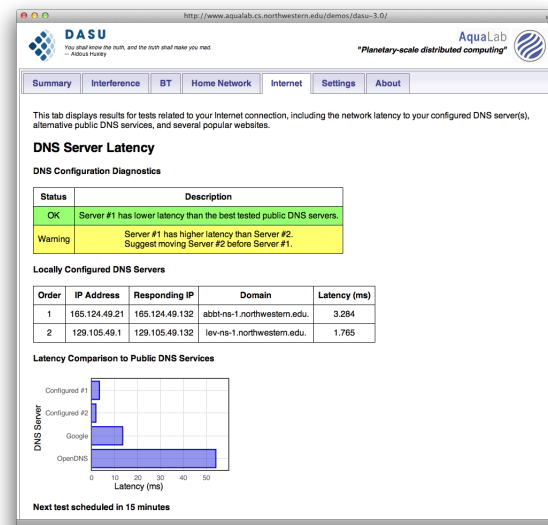 http://www.aqualab.cs.northwestern.edu/demos/dasu-3.0/
DASU
You shall know the truth, and the truth shall make you mad.
— Aldous Huxley
AquaLab
"Planetary-scale distributed computing"
Summary Interference BT Home Network Internet Settings About
This tab displays results for tests related to your Internet connection, including the network latency to your configured DNS server(s),
alternative public DNS services, and several popular websites.
DNS Server Latency
DNS Configuration Diagnostics
Status Description
OK Server #1 has lower latency than the best tested public DNS servers.
Warning Server #1 has higher latency than Server #2.
Suggest moving Server #2 before Server #1.
Locally Configured DNS Servers
Order IP Address Responding IP Domain Latency (ms)
1 165.124.49.21 165.124.49.132 abbt-ns-1.northwestern.edu. 3.284
2 129.105.49.1 129.105.49.132 lev-ns-1.northwestern.edu. 1.765
Latency Comparison to Public DNS Services
DNS Server
Configured #1
Configured #2
Google
OpenDNS
0 10 20 30 40 50
Latency (ms)
Next test scheduled in 15 minutes